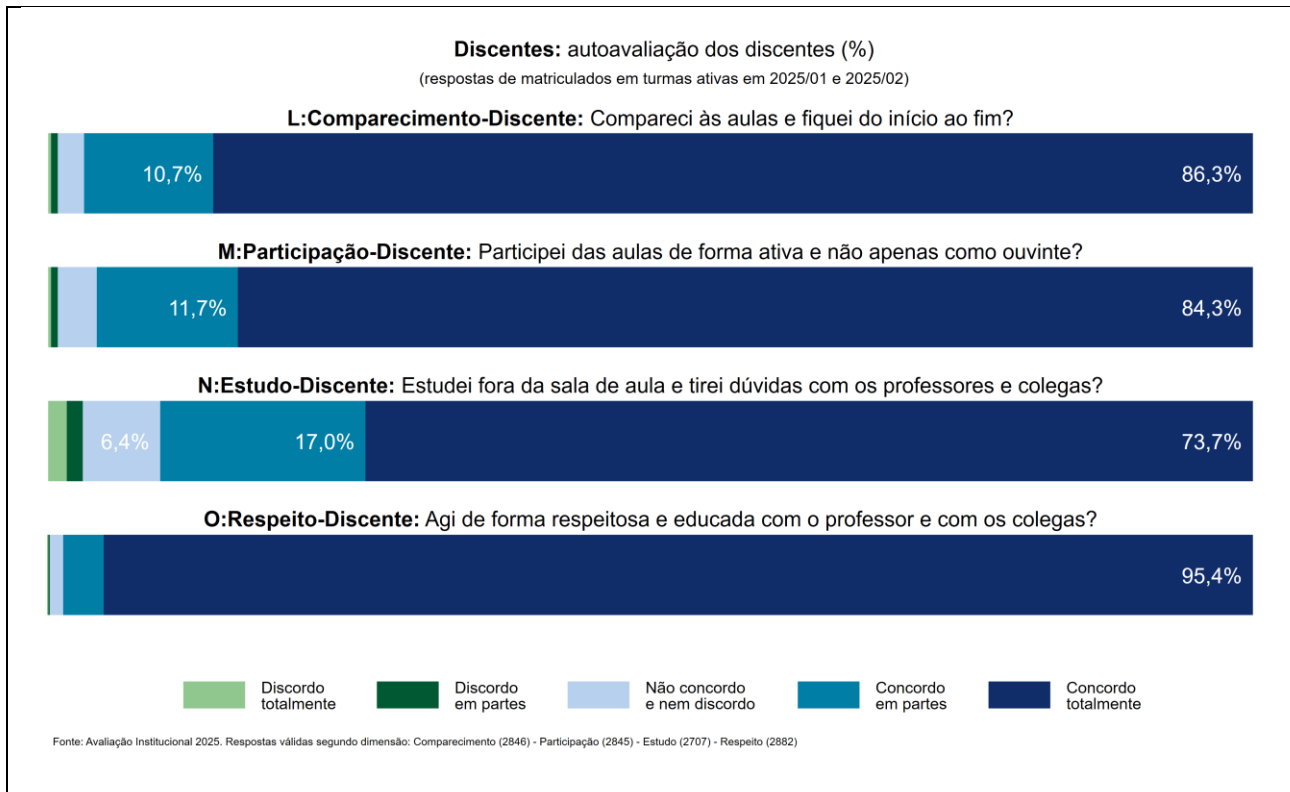 Discentes: autoavaliação dos discentes (%)
(respostas de matriculados em turmas ativas em 2025/01 e 2025/02)
L:Comparecimento-Discente: Compareci às aulas e fiquei do início ao fim?
10,7% 86,3%
M:Participação-Discente: Participei das aulas de forma ativa e não apenas como ouvinte?
11,7% 84,3%
N:Estudo-Discente: Estudei fora da sala de aula e tirei dúvidas com os professores e colegas?
6,4% 17,0% 73,7%
O:Respeito-Discente: Agi de forma respeitosa e educada com o professor e com os colegas?
95,4%
Discordo totalmente
Discordo em partes
Não concordo e nem discordo
Concordo em partes
Concordo totalmente
Fonte: Avaliação Institucional 2025. Respostas válidas segundo dimensão: Comparecimento (2846) - Participação (2845) - Estudo (2707) - Respeito (2882)